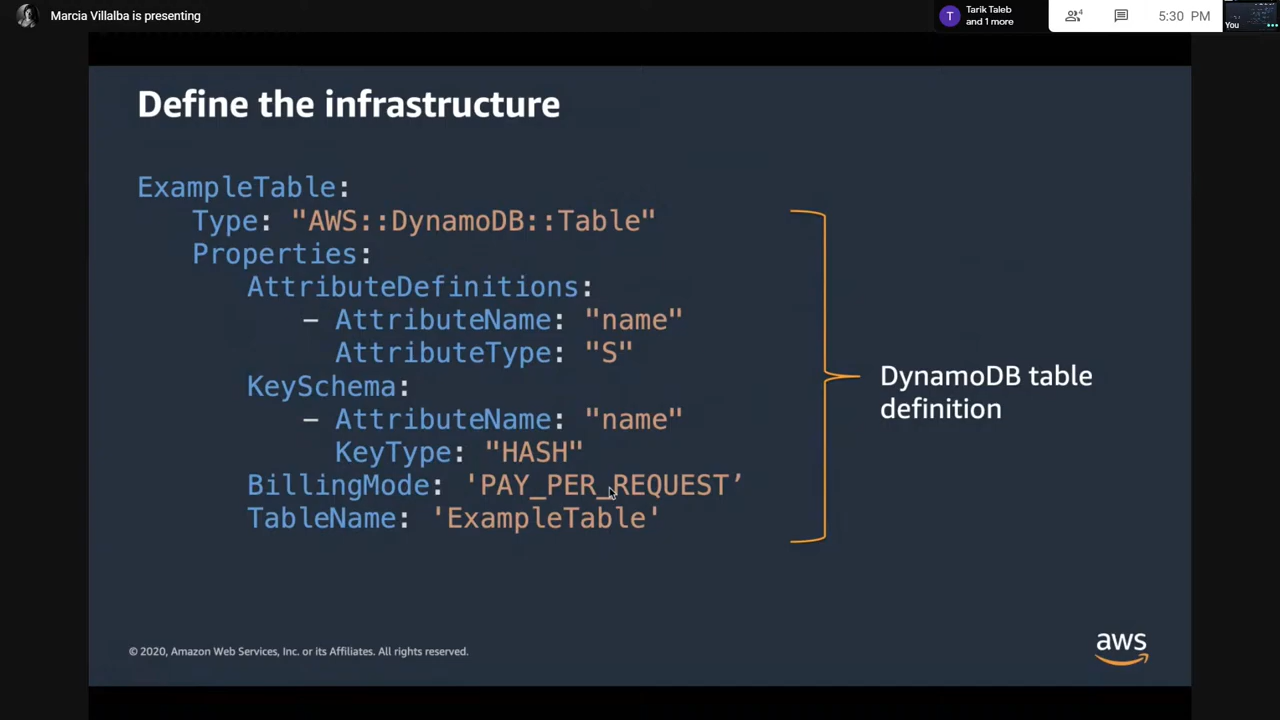 Marcia Villalba is presenting
T
Tarik Taleb
and 1 more
4
5:30 PM
You
Define the infrastructure
ExampleTable:
Type: "AWS::DynamoDB::Table"
Properties:
AttributeDefinitions:
- AttributeName: "name"
AttributeType: "S"
KeySchema:
- AttributeName: "name"
KeyType: "HASH"
BillingMode: 'PAY_PER_REQUEST’
TableName: 'ExampleTable'
DynamoDB table
definition
© 2020, Amazon Web Services, Inc. or its Affiliates. All rights reserved.
aws